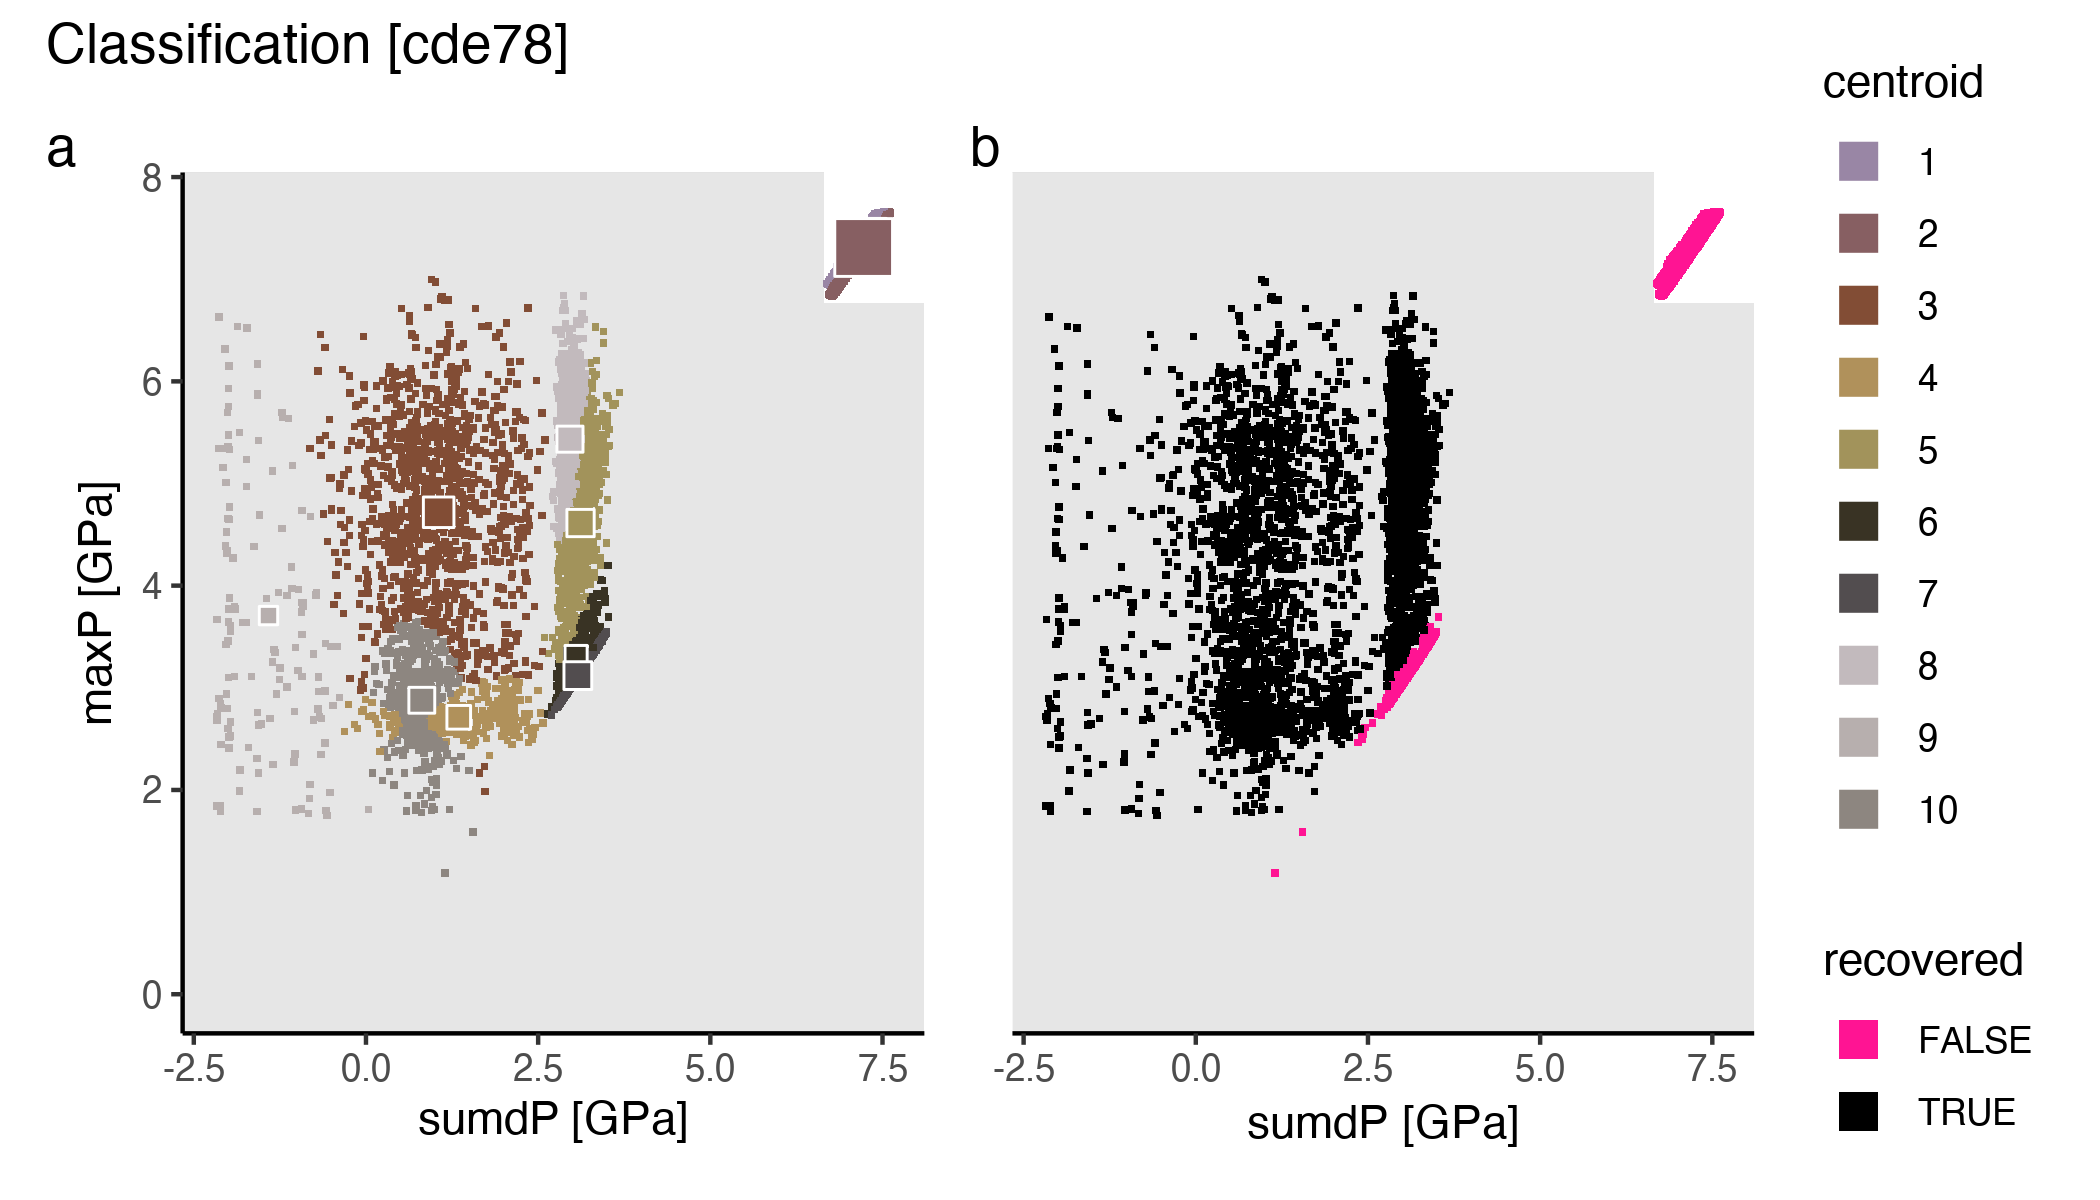 Classification [cde78]
a
8
6
4
2
0
maxP [GPa]
-2.5 0.0 2.5 5.0 7.5
sumdP [GPa]
b
-2.5 0.0 2.5 5.0 7.5
sumdP [GPa]
centroid
1
2
3
4
5
6
7
8
9
10
recovered
FALSE
TRUE